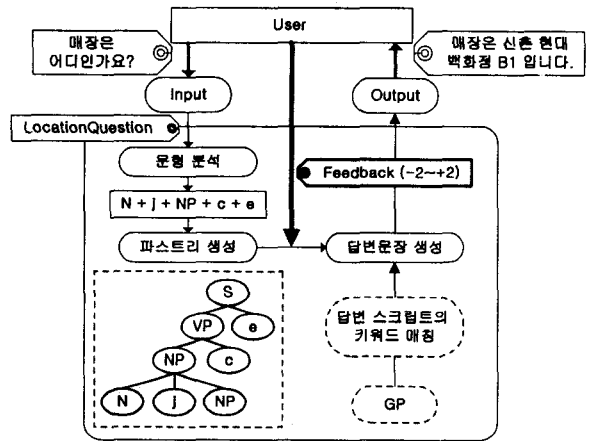 User
매장은
어디인가요?
매장은 신촌 현대
백화점 B1 입니다.
Input
Output
LocationQuestion
문형 분석
Feedback (-2~+2)
N + j + NP + c + e
파스트리 생성
답변문장 생성
S
VP
e
NP
c
N
j
NP
답변 스크립트의
키워드 매칭
GP